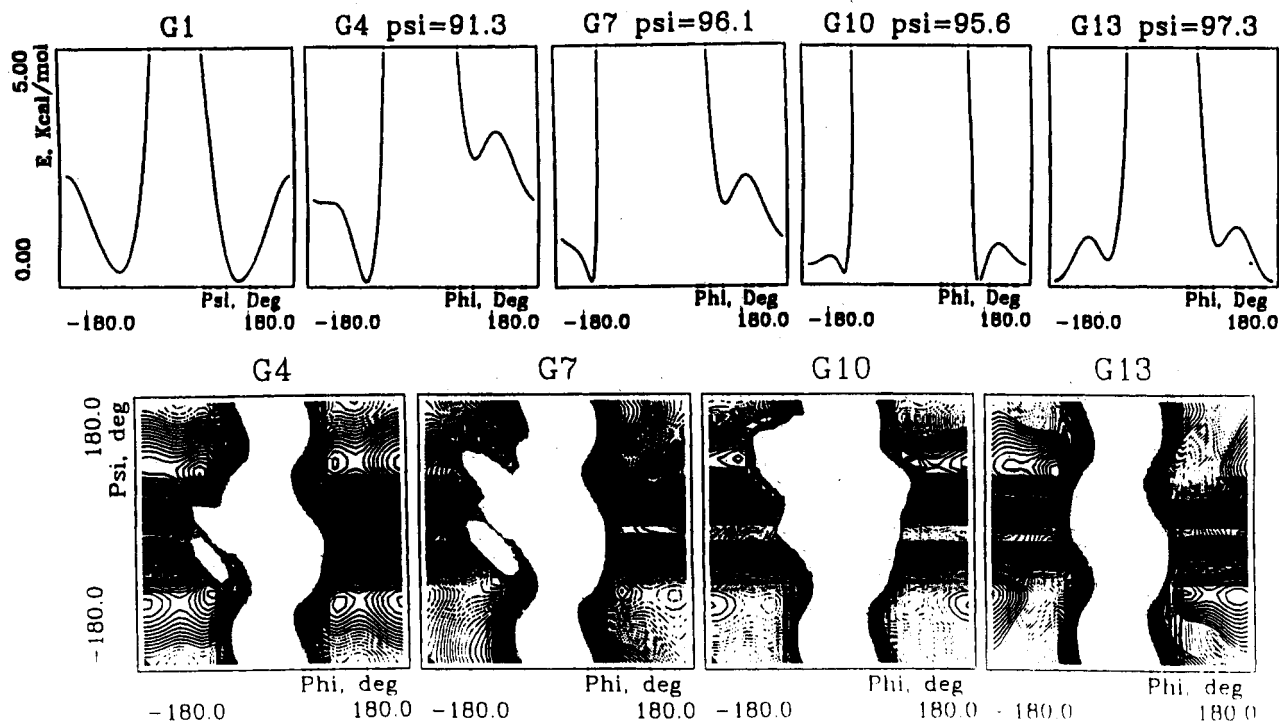 G1
G4 psi=91.3
G7 psi=96.1
G10 psi=95.6
G13 psi=97.3
5.00
E. Kcal/mol
0.00
Psi, Deg
Phi, Deg
Phi, Deg
Phi, Deg
Phi, Deg
-180.0 180.0
-180.0 180.0
-180.0 180.0
-180.0 180.0
-180.0 180.0
G4
G7
G10
G13
180.0
Psi, deg
-180.0
Phi, deg
Phi, deg
Phi, deg
Phi, deg
-180.0 180.0
-180.0 180.0
-180.0 180.0
-180.0 180.0